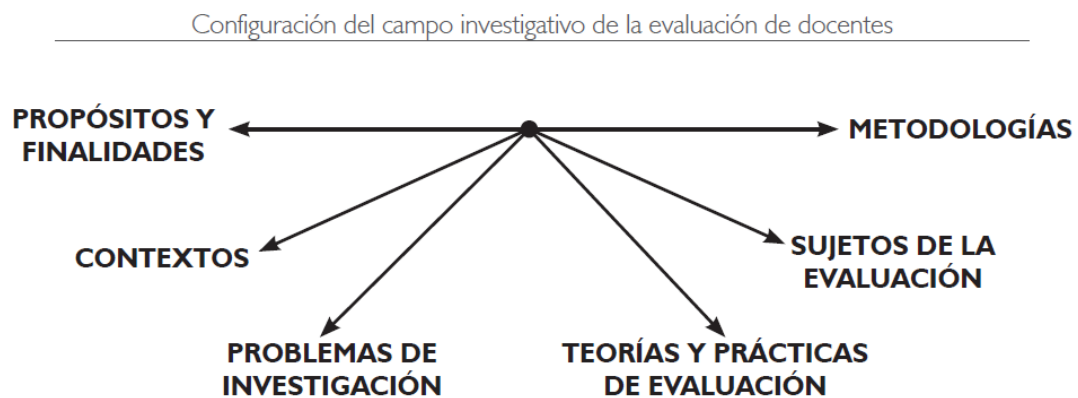 Configuración del campo investigativo de la evaluación de docentes
PROPÓSITOS Y
FINALIDADES
METODOLOGÍAS
CONTEXTOS
SUJETOS DE LA
EVALUACIÓN
PROBLEMAS DE
INVESTIGACIÓN
TEORÍAS Y PRÁCTICAS
DE EVALUACIÓN